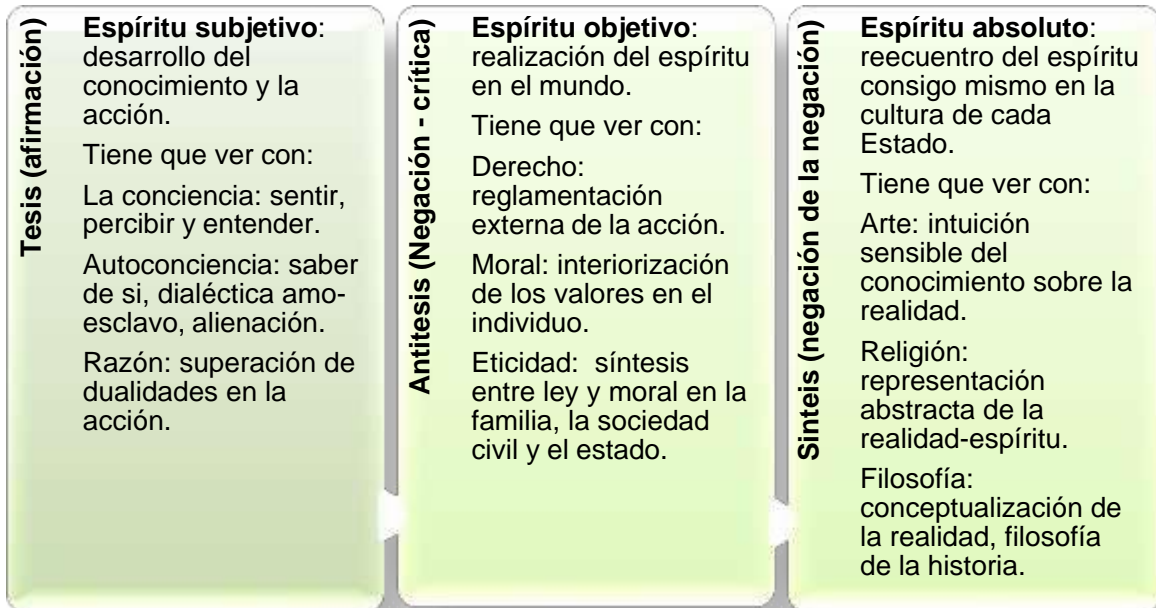 Tesis (afirmación)
Espíritu subjetivo:
desarrollo del
conocimiento y la
acción.
Tiene que ver con:
La conciencia: sentir,
percibir y entender.
Autoconciencia: saber
de si, dialéctica amo-
esclavo, alienación.
Razón: superación de
dualidades en la
acción.
Antitesis (Negación - crítica)
Espíritu objetivo:
realización del espíritu
en el mundo.
Tiene que ver con:
Derecho:
reglamentación
externa de la acción.
Moral: interiorización
de los valores en el
individuo.
Eticidad: síntesis
entre ley y moral en la
familia, la sociedad
civil y el estado.
Sinteis (negación de la negación)
Espíritu absoluto:
reecuentro del espíritu
consigo mismo en la
cultura de cada
Estado.
Tiene que ver con:
Arte: intuición
sensible del
conocimiento sobre la
realidad.
Religión:
representación
abstracta de la
realidad-espíritu.
Filosofía:
conceptualización de
la realidad, filosofía
de la historia.